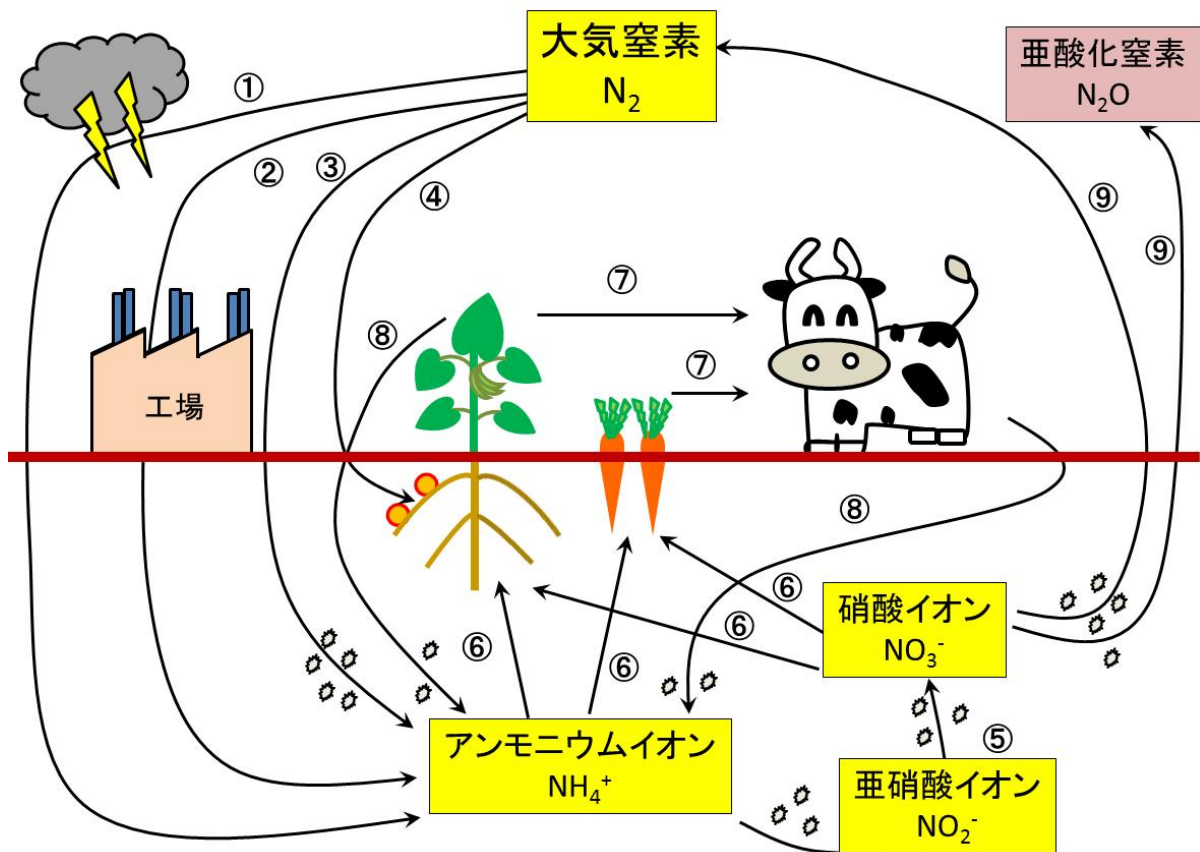 大気窒素
N₂
亜酸化窒素
N₂O
①
②
③
④
⑨
⑨
⑦
⑧
⑦
工場
⑧
⑥
⑥
⑥
⑥
硝酸イオン
NO₃⁻
アンモニウムイオン
NH₄⁺
⑤
亜硝酸イオン
NO₂⁻